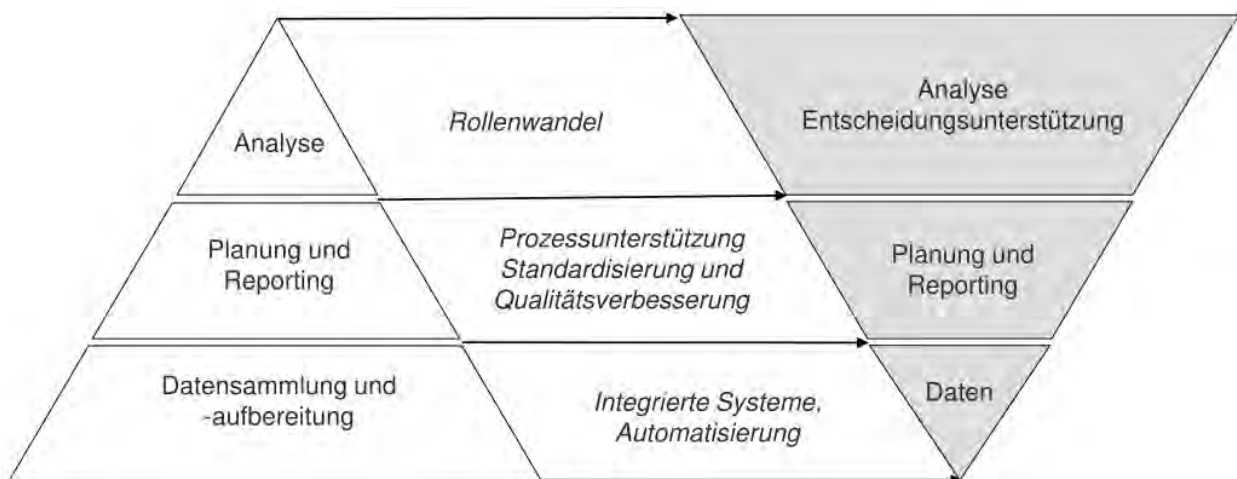 Analyse
Planung und
Reporting
Datensammlung und
-aufbereitung
Rollenwandel
Prozessunterstützung
Standardisierung und
Qualitätsverbesserung
Integrierte Systeme,
Automatisierung
Analyse
Entscheidungsunterstützung
Planung und
Reporting
Daten